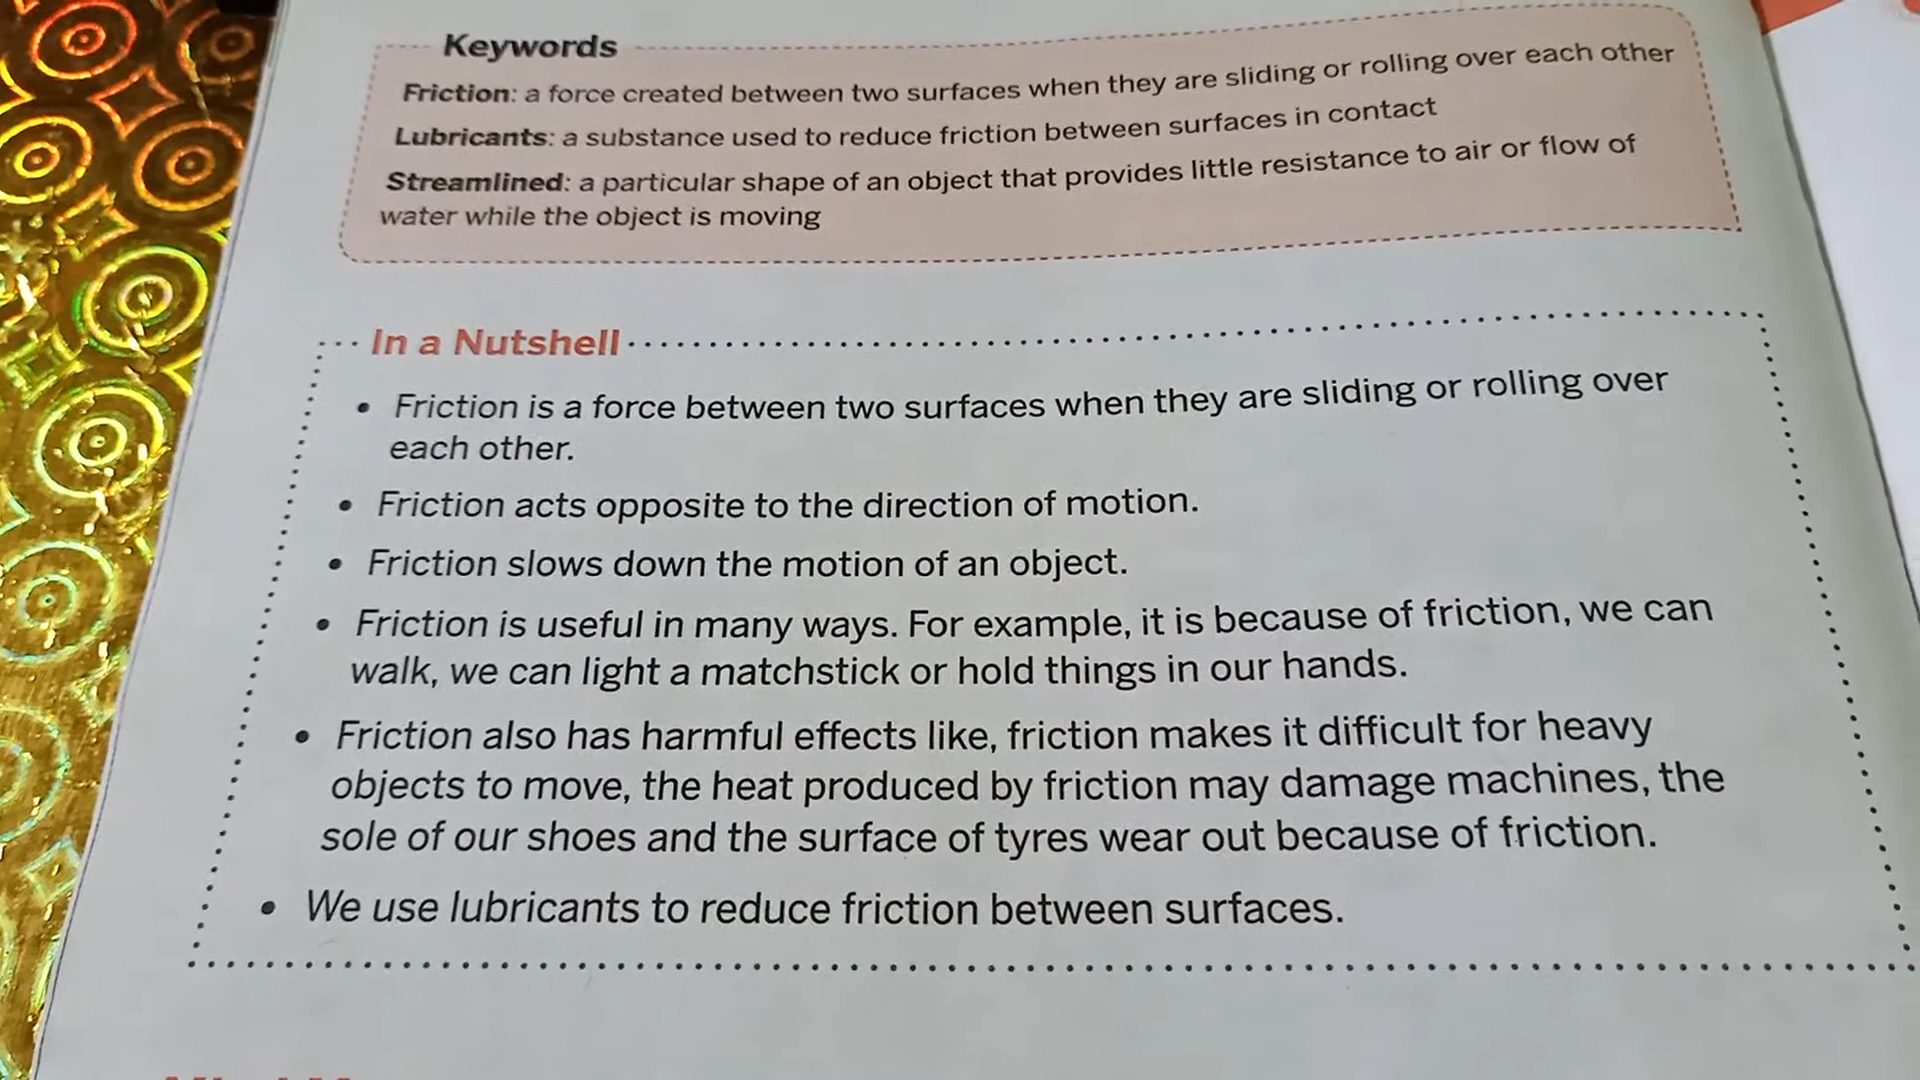 Keywords
Friction: a force created between two surfaces when they are sliding or rolling over each other
Lubricants: a substance used to reduce friction between surfaces in contact
Streamlined: a particular shape of an object that provides little resistance to air or flow of
water while the object is moving
In a Nutshell
• Friction is a force between two surfaces when they are sliding or rolling over
each other.
• Friction acts opposite to the direction of motion.
• Friction slows down the motion of an object.
• Friction is useful in many ways. For example, it is because of friction, we can
walk, we can light a matchstick or hold things in our hands.
• Friction also has harmful effects like, friction makes it difficult for heavy
objects to move, the heat produced by friction may damage machines, the
sole of our shoes and the surface of tyres wear out because of friction.
• We use lubricants to reduce friction between surfaces.